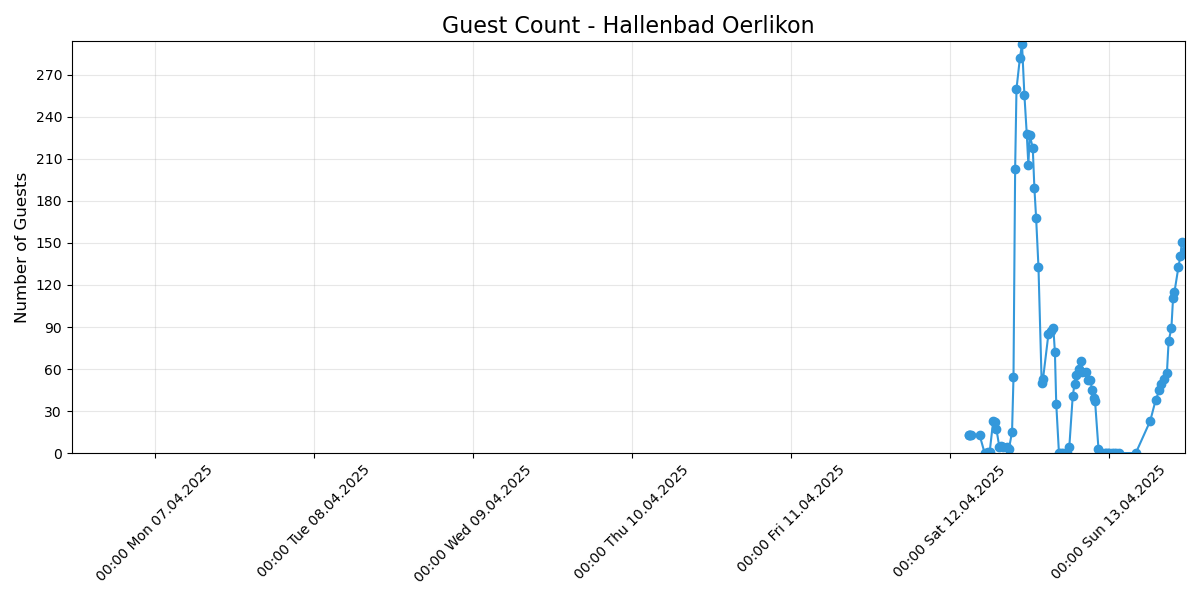 Guest Count - Hallenbad Oerlikon
Number of Guests
270
240
210
180
150
120
90
60
30
0
00:00 Mon 07.04.2025
00:00 Tue 08.04.2025
00:00 Wed 09.04.2025
00:00 Thu 10.04.2025
00:00 Fri 11.04.2025
00:00 Sat 12.04.2025
00:00 Sun 13.04.2025